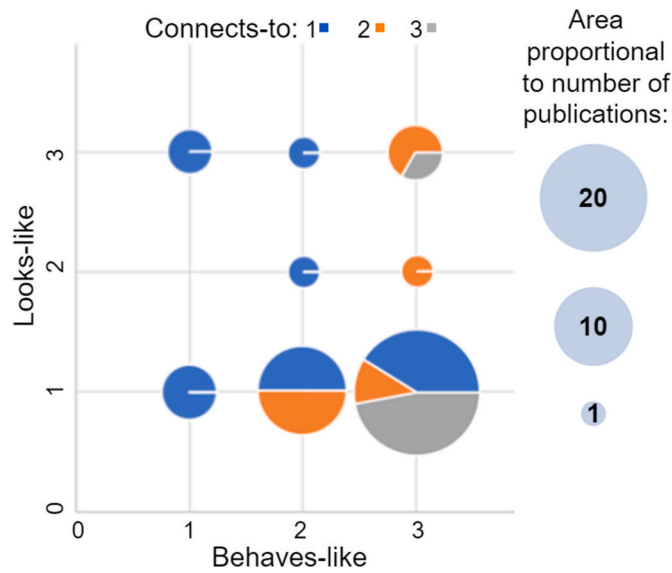 Connects-to: 1 2 3
Area
proportional
to number of
publications:
20
10
1
Looks-like
3
2
1
0
0 1 2 3
Behaves-like